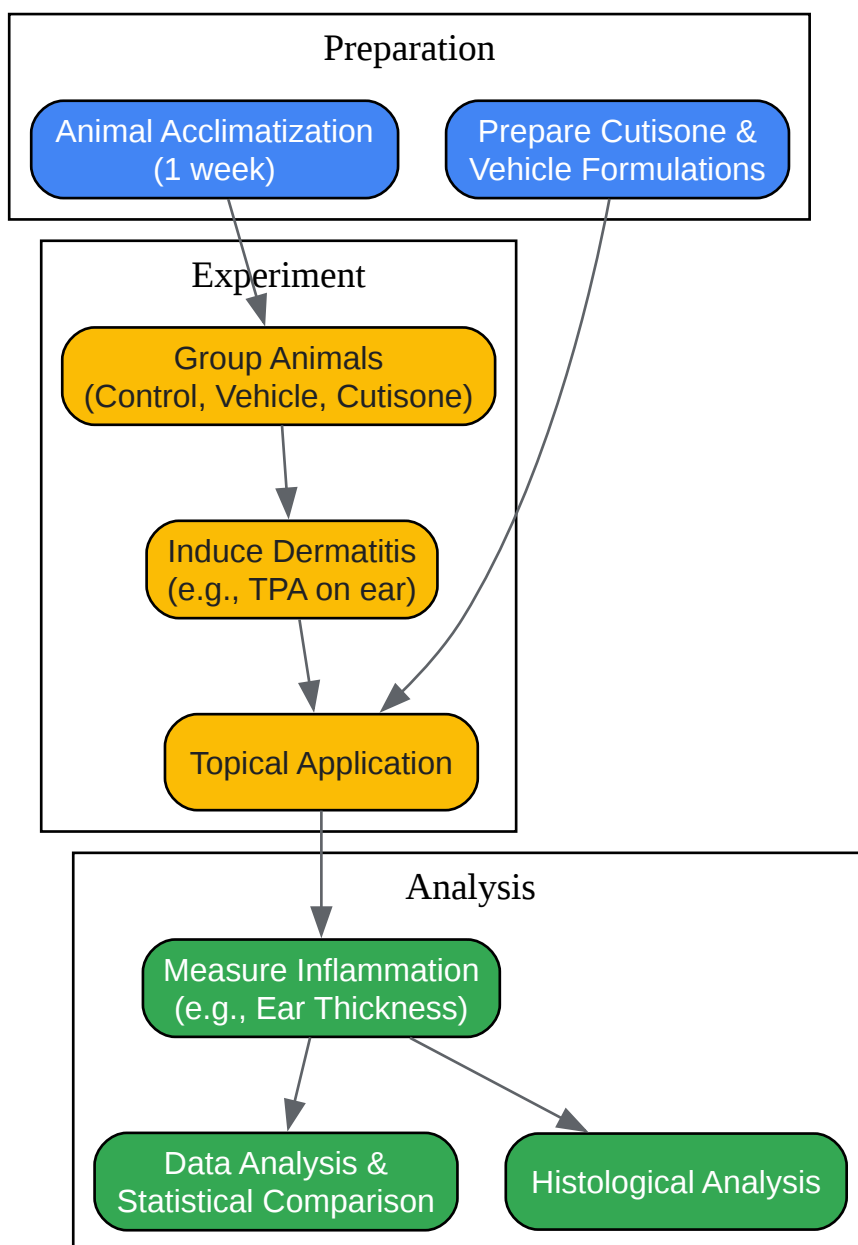 Preparation
Animal Acclimatization
(1 week)
Prepare Cutisone &
Vehicle Formulations
Experiment
Group Animals
(Control, Vehicle, Cutisone)
Induce Dermatitis
(e.g., TPA on ear)
Topical Application
Analysis
Measure Inflammation
(e.g., Ear Thickness)
Data Analysis &
Statistical Comparison
Histological Analysis